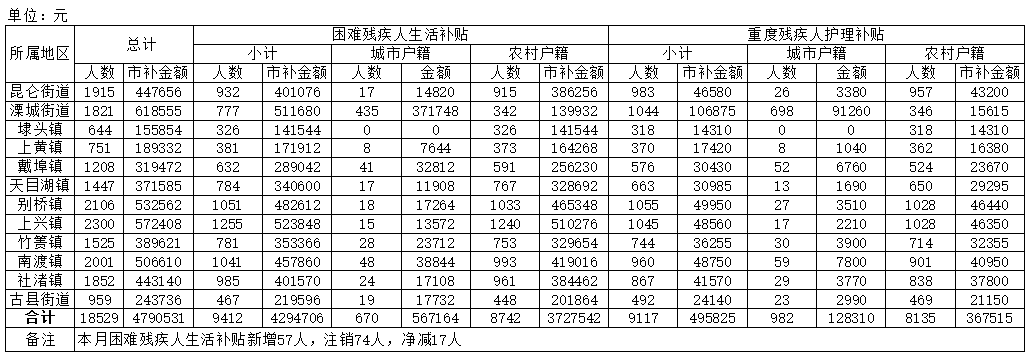 单位：元
所属地区 总计 困难残疾人生活补贴 重度残疾人护理补贴
小计 城市户籍 农村户籍 小计 城市户籍 农村户籍
人数 市补金额 人数 市补金额 人数 金额 人数 市补金额 人数 市补金额 人数 金额 人数 市补金额
昆仑街道 1915 447656 932 401076 17 14820 915 386256 983 46580 26 3380 957 43200
溧城街道 1821 618555 777 511680 435 371748 342 139932 1044 106875 698 91260 346 15615
埭头镇 644 155854 326 141544 0 0 326 141544 318 14310 0 0 318 14310
上黄镇 751 189332 381 171912 8 7644 373 164268 370 17420 8 1040 362 16380
戴埠镇 1208 319472 632 289042 41 32812 591 256230 576 30430 52 6760 524 23670
天目湖镇 1447 371585 784 340600 17 11908 767 328692 663 30985 13 1690 650 29295
别桥镇 2106 532562 1051 482612 18 17264 1033 465348 1055 49950 27 3510 1028 46440
上兴镇 2300 572408 1255 523848 15 13572 1240 510276 1045 48560 17 2210 1028 46350
竹箦镇 1525 389621 781 353366 28 23712 753 329654 744 36255 30 3900 714 32355
南渡镇 2001 506610 1041 457860 48 38844 993 419016 960 48750 59 7800 901 40950
社渚镇 1852 443140 985 401570 24 17108 961 384462 867 41570 29 3770 838 37800
古县街道 959 243736 467 219596 19 17732 448 201864 492 24140 23 2990 469 21150
合计 18529 4790531 9412 4294706 670 567164 8742 3727542 9117 495825 982 128310 8135 367515
备注 本月困难残疾人生活补贴新增57人，注销74人，净减17人